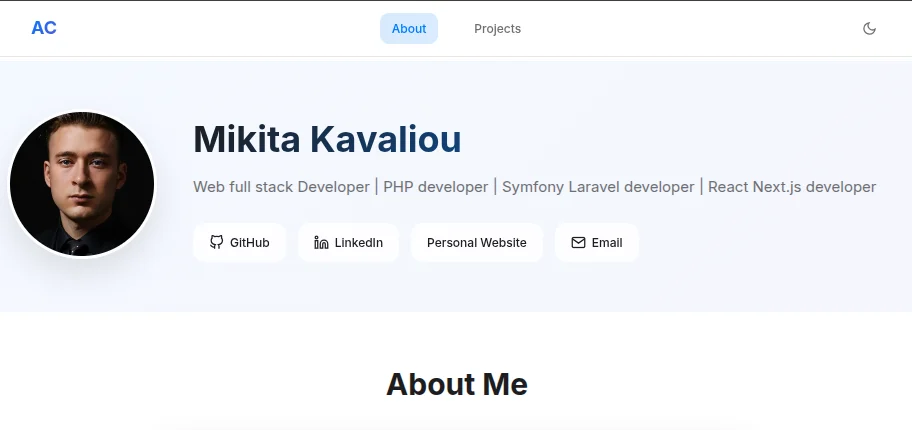 AC About Projects
Mikita Kavaliou
Web full stack Developer | PHP developer | Symfony Laravel developer | React Next.js developer
GitHub LinkedIn Personal Website Email
About Me